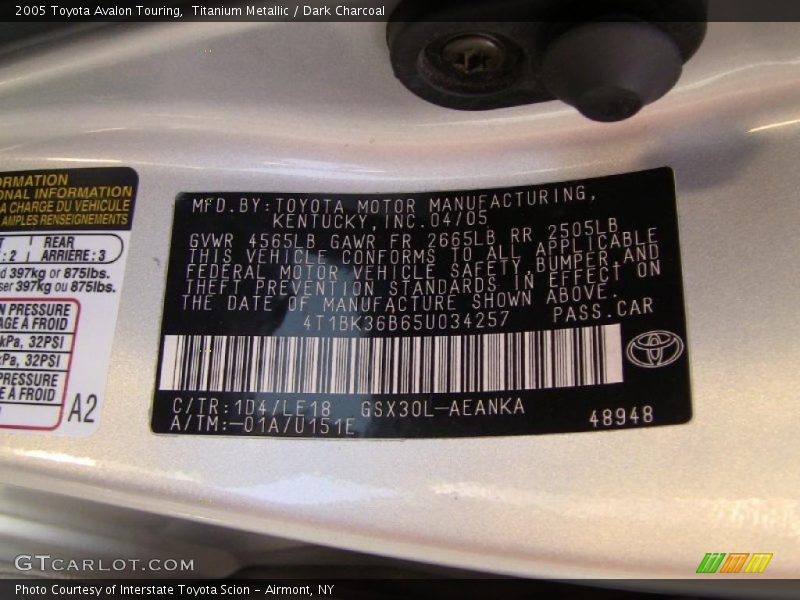 2005 Toyota Avalon Touring, Titanium Metallic / Dark Charcoal
ORMATION
ONAL INFORMATION
A CHARGE DU VEHICULE
AMPLES RENSEIGNEMENTS
: 2 REAR
ARRIÈRE : 3
397kg or 875lbs.
397kg ou 875lbs.
PRESSURE
À FROID
kPa, 32PSI
kPa, 32PSI
PRESSURE
À FROID
A2
MFD. BY: TOYOTA MOTOR MANUFACTURING,
KENTUCKY, INC. 04/05
GVWR 4565LB GAWR FR 2665LB RR 2505LB
THIS VEHICLE CONFORMS TO ALL APPLICABLE
FEDERAL MOTOR VEHICLE SAFETY, BUMPER, AND
THEFT PREVENTION STANDARDS IN EFFECT ON
THE DATE OF MANUFACTURE SHOWN ABOVE.
4T1BK36B65U034257 PASS. CAR
C/TR: 1D4/LE18 GSX30L-AEANKA
A/TM:-01A/U151E 48948
GTCARLOT.COM
Photo Courtesy of Interstate Toyota Scion - Airmont, NY